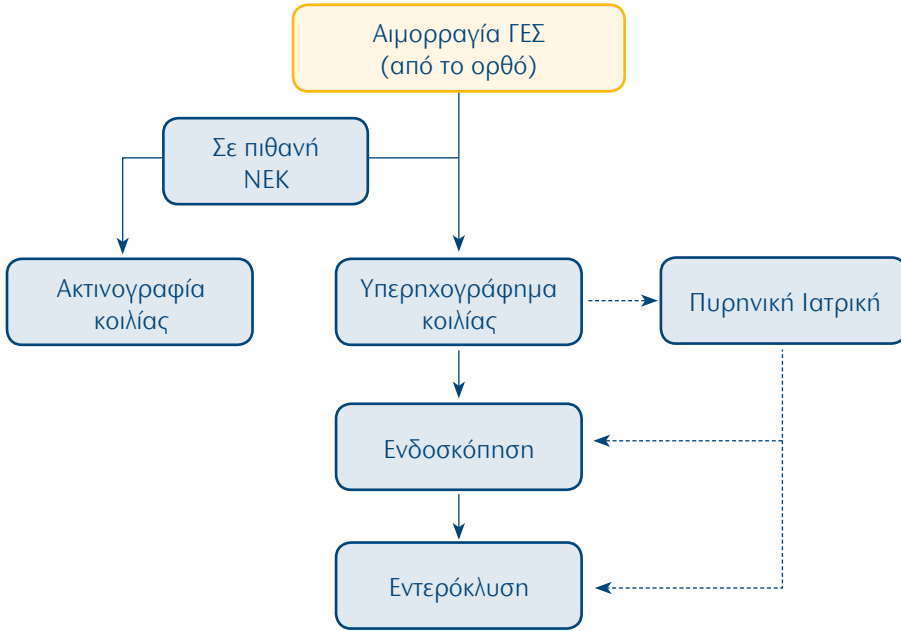 Αιμορραγία ΓΕΣ
(από το ορθό)
Σε πιθανή
ΝΕΚ
Ακτινογραφία
κοιλίας
Υπερηχογράφημα
κοιλίας
Πυρηνική Ιατρική
Ενδοσκόπηση
Εντερόκλυση